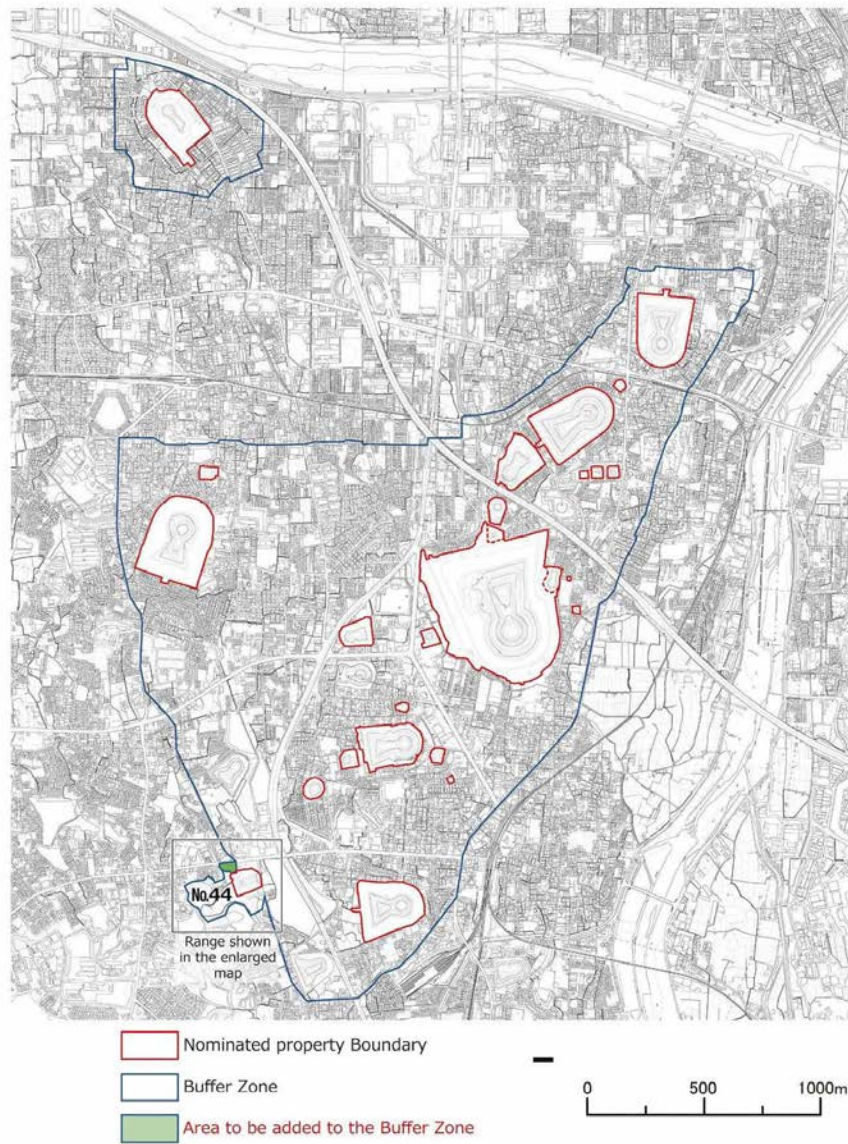 No.44
Range shown
in the enlarged
map
Nominated property Boundary
Buffer Zone
Area to be added to the Buffer Zone
0 500 1000m